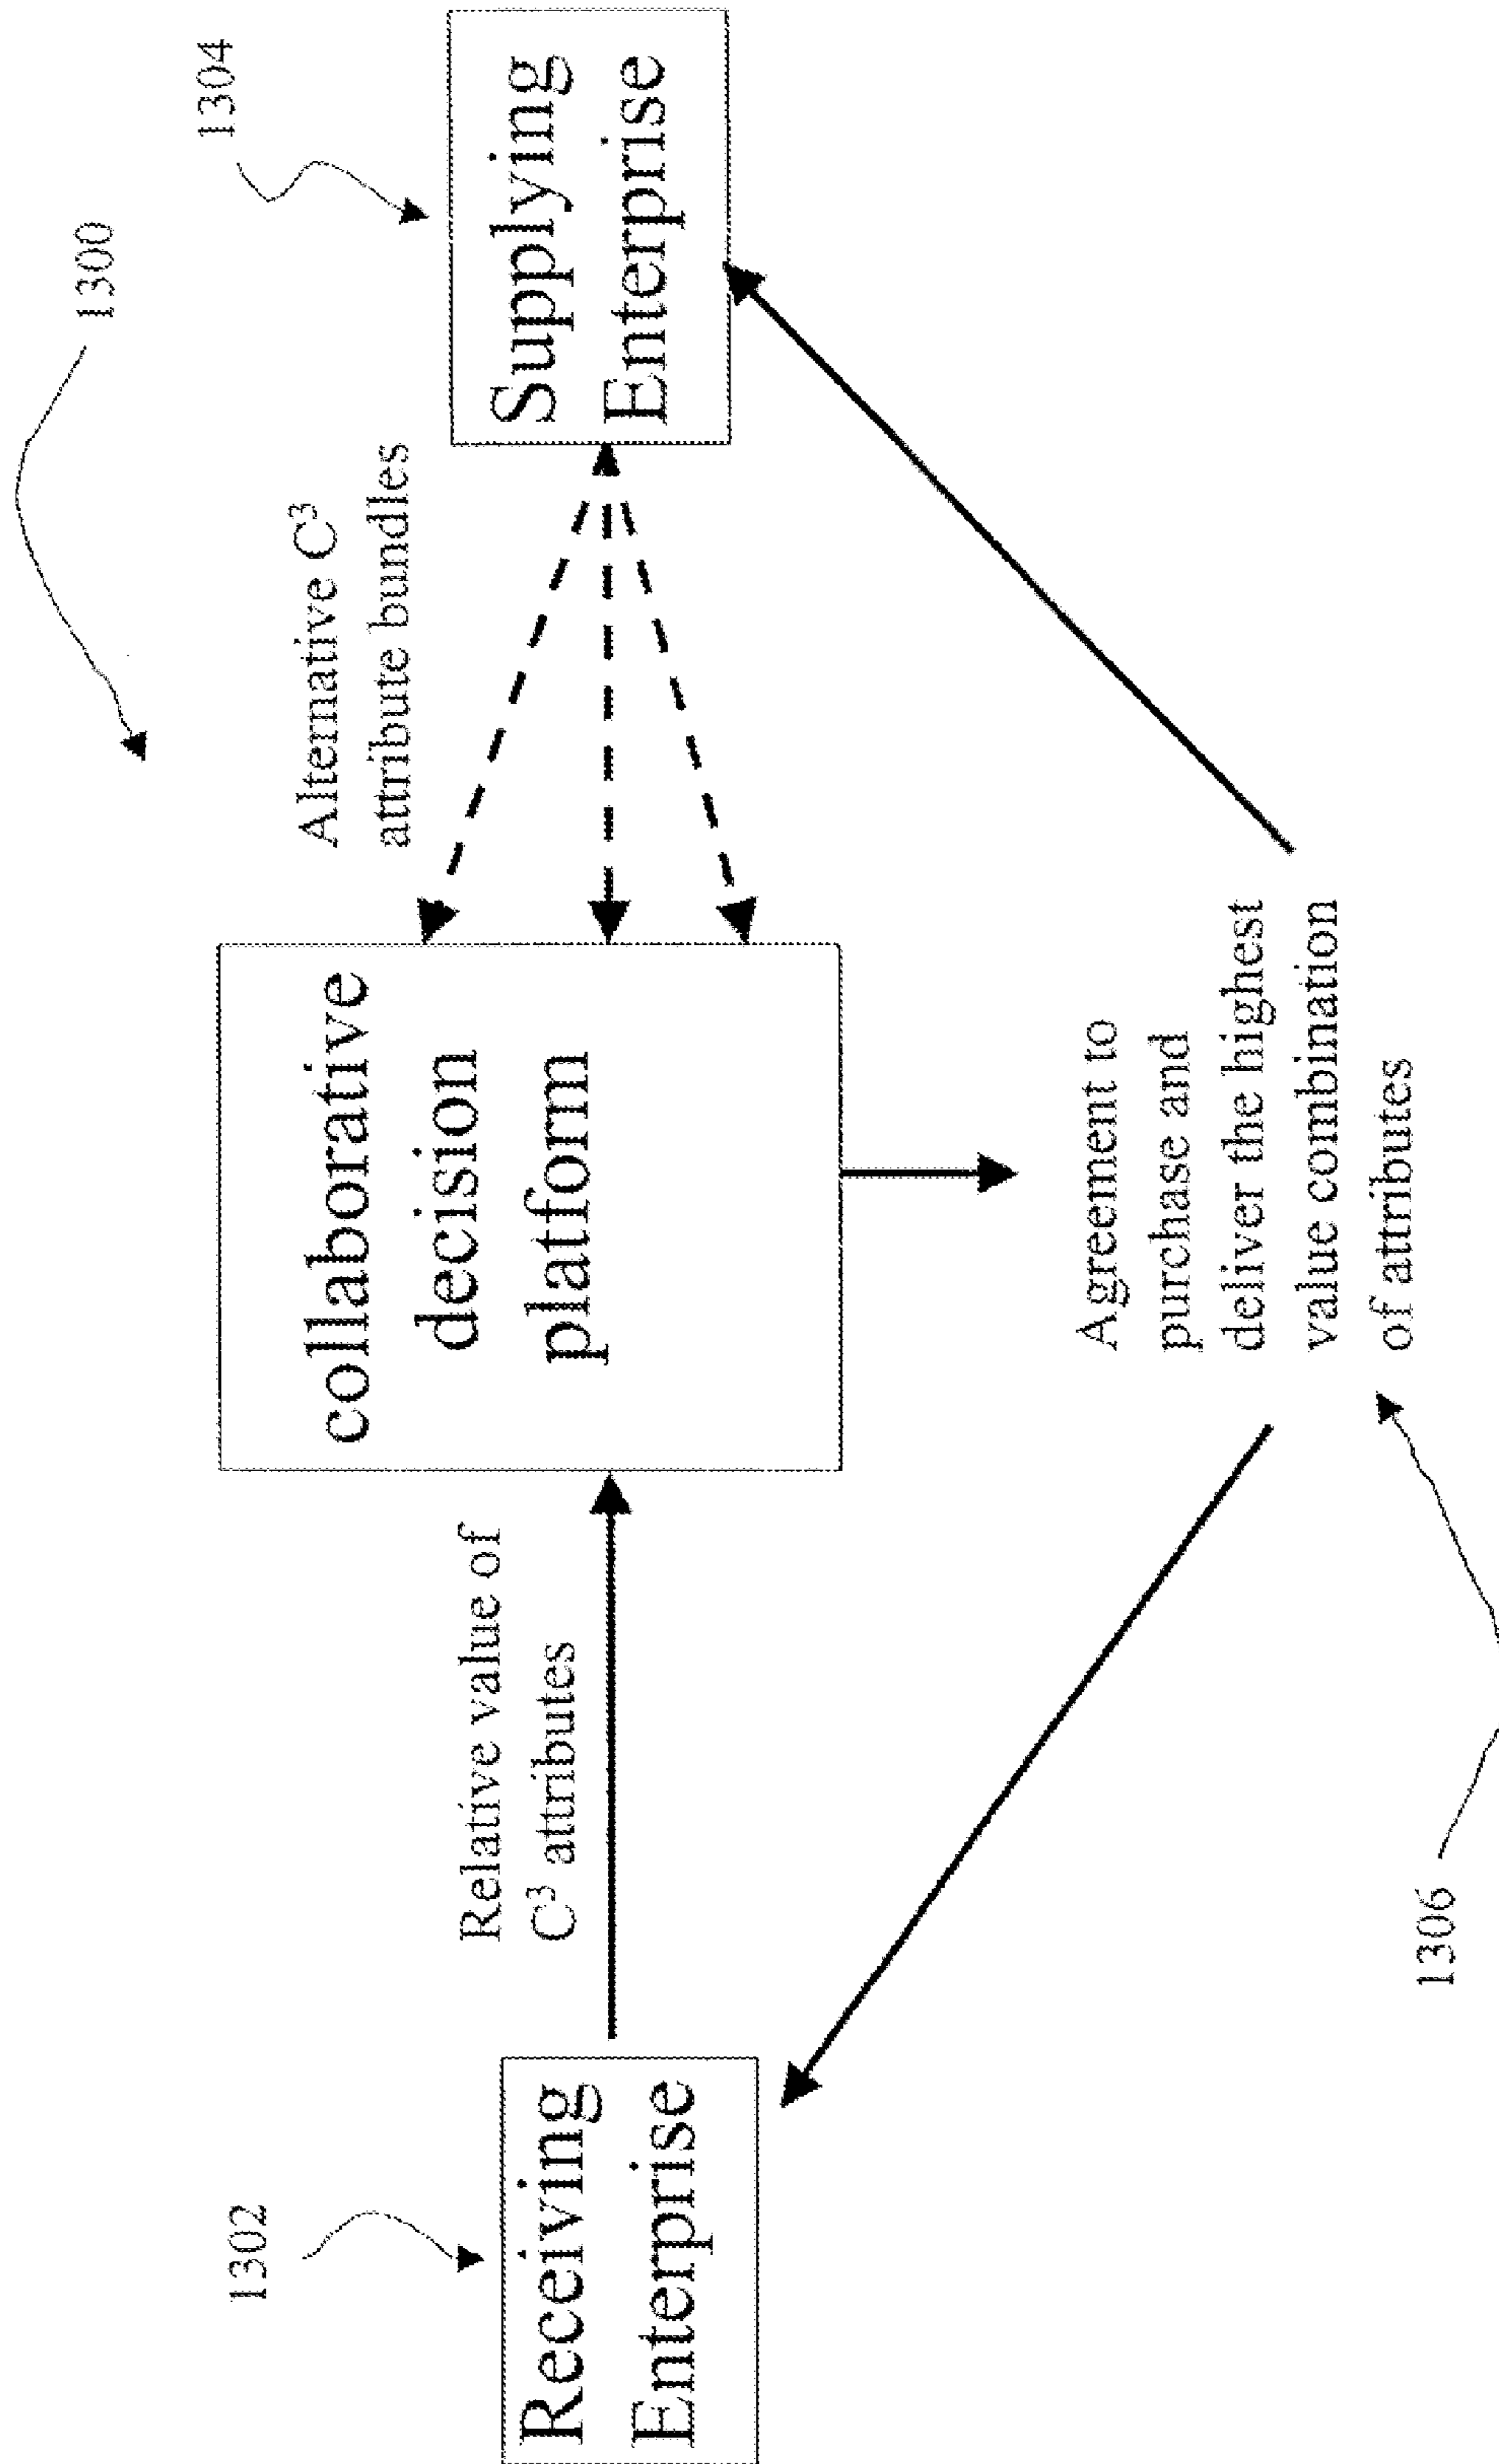 1300
1302
1304
Receiving
Enterprise
Relative value of
C³ attributes
collaborative
decision
platform
Alternative C³
attribute bundles
Supplying
Enterprise
Agreement to
purchase and
deliver the highest
value combination
of attributes
1306